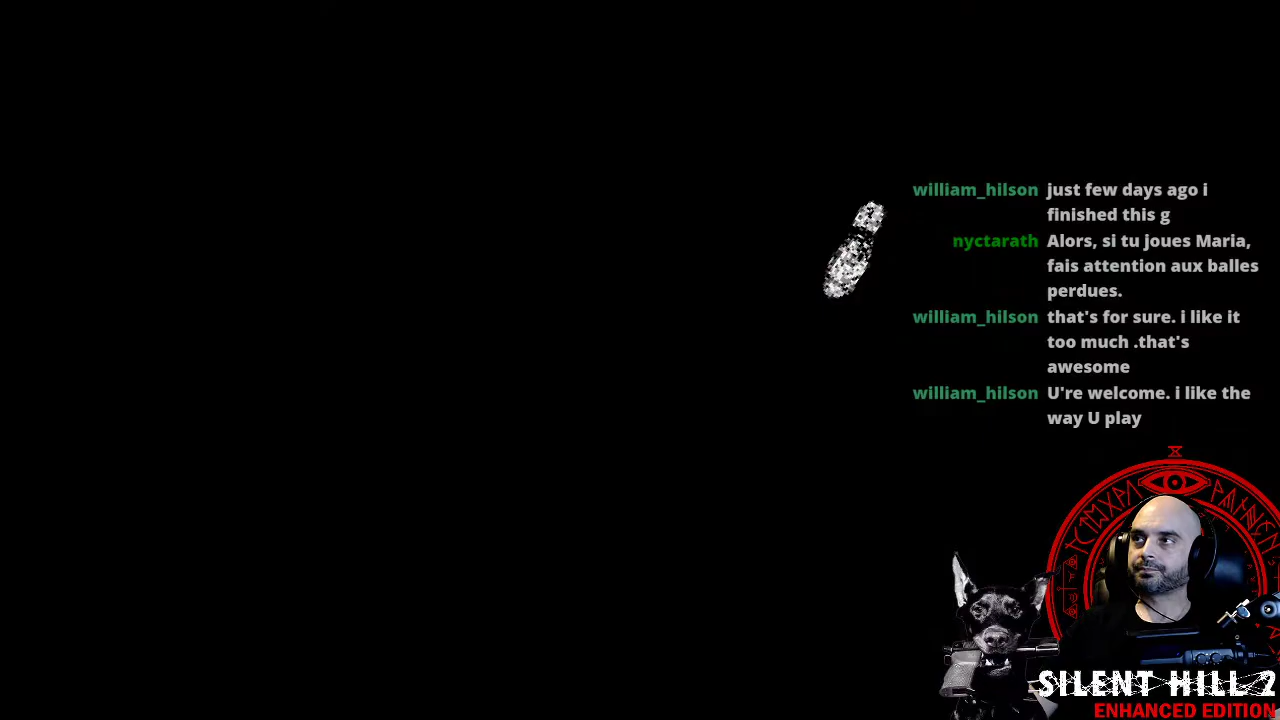 william_hilson just few days ago i
finished this g
nyctarath Alors, si tu joues Maria,
fais attention aux balles
perdues.
william_hilson that's for sure. i like it
too much .that's
awesome
william_hilson U're welcome. i like the
way U play
SILENT HILL 2
ENHANCED EDITION